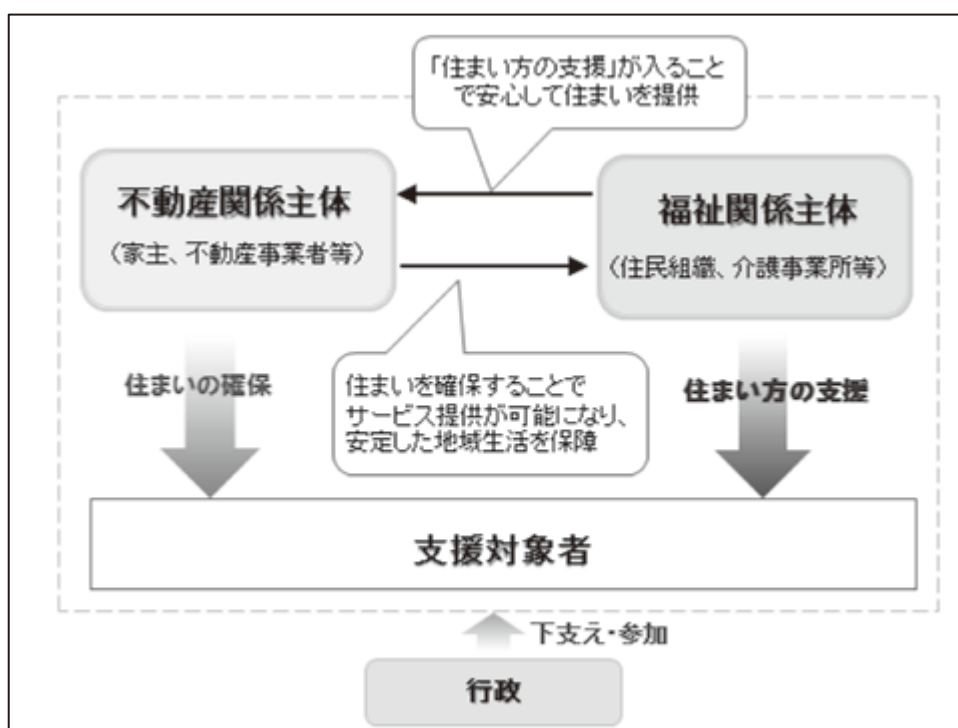 「住まい方の支援」が入ること
で安心して住まいを提供
不動産関係主体
〈家主、不動産事業者等〉
福祉関係主体
〈住民組織、介護事業所等〉
住まいの確保
住まいを確保することで
サービス提供が可能になり、
安定した地域生活を保障
住まい方の支援
支援対象者
下支え・参加
行政